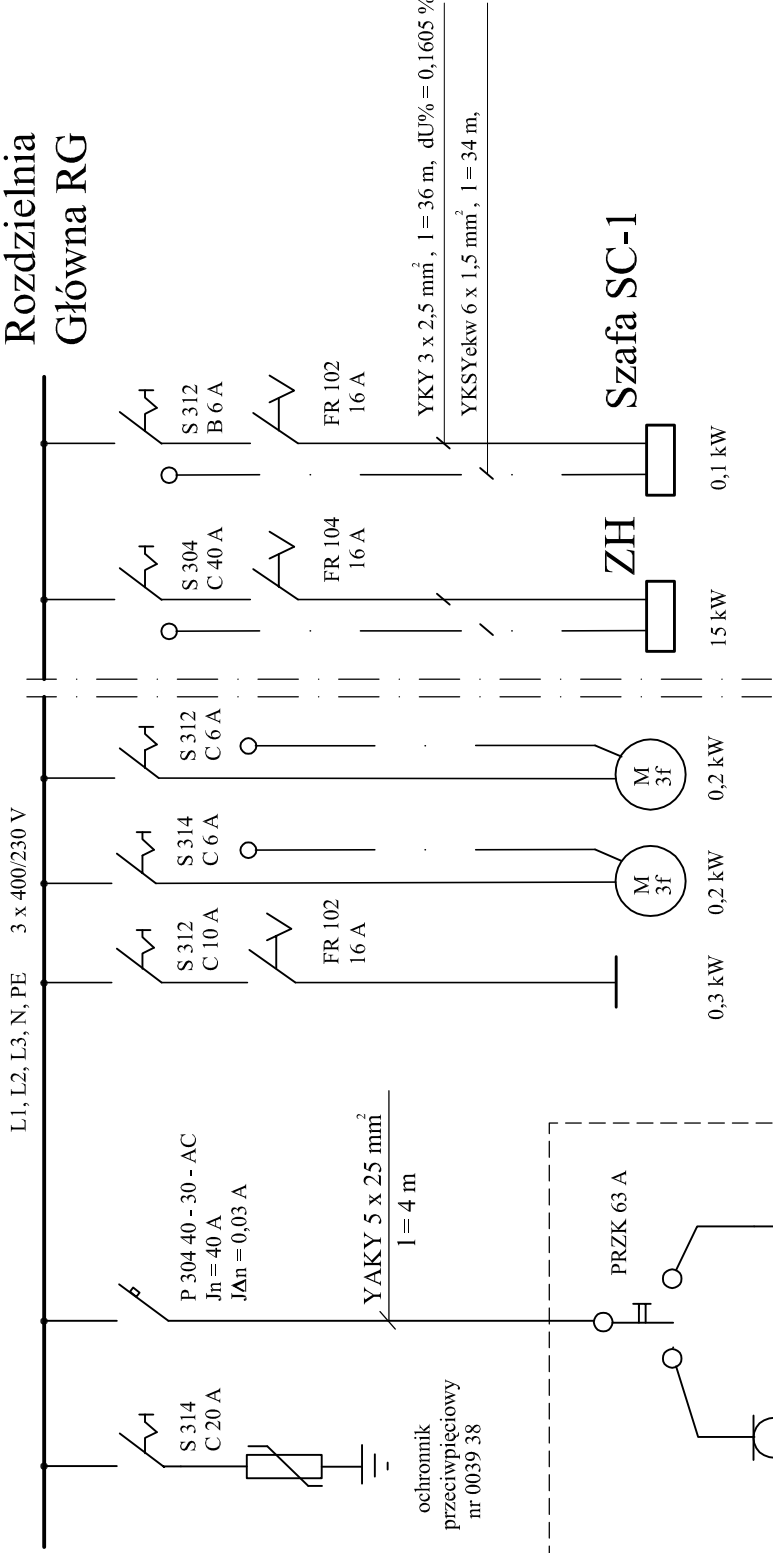 Rozdzielnia
Główna RG
L1, L2, L3, N, PE 3 x 400/230 V
S 314
C 20 A
ochronnik
przeciwpięciowy
nr 0039 38
P 304 40 - 30 - AC
Jn = 40 A
JΔn = 0,03 A
YAKY 5 x 25 mm²
l = 4 m
PRZK 63 A
S 312
C 10 A
FR 102
16 A
0,3 kW
S 314
C 6 A
M
3f
0,2 kW
S 312
C 6 A
M
3f
0,2 kW
S 304
C 40 A
FR 104
16 A
ZH
15 kW
S 312
B 6 A
FR 102
16 A
YKY 3 x 2,5 mm², l = 36 m, dU% = 0,1605 %
YKSYekw 6 x 1,5 mm², l = 34 m,
Szafa SC-1
0,1 kW